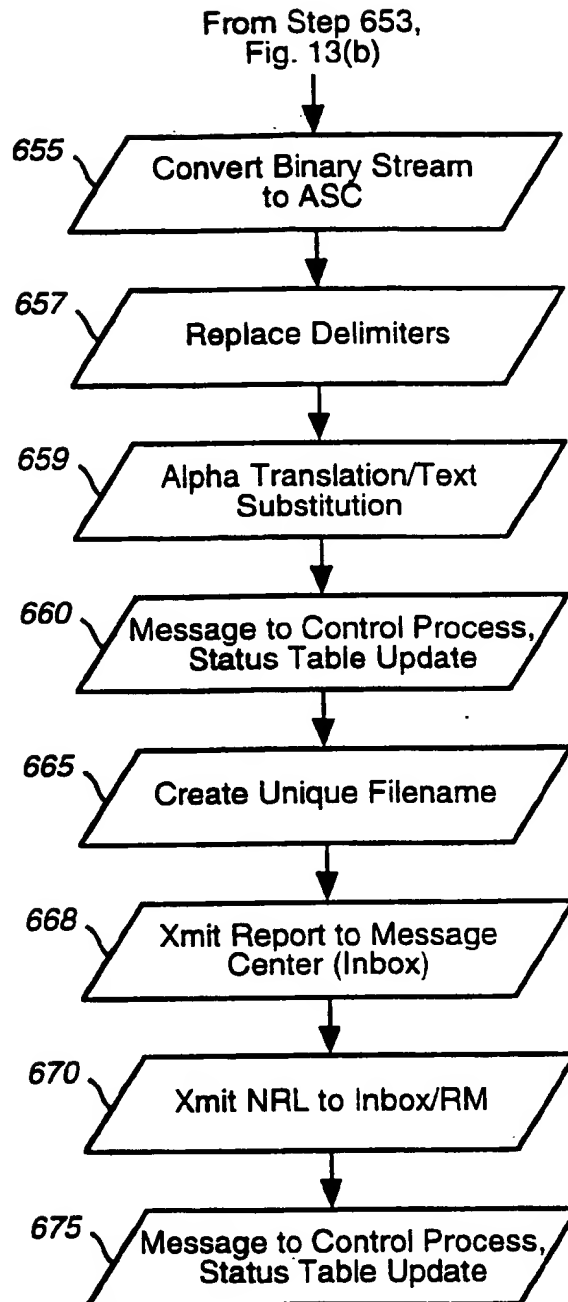 From Step 653,
Fig. 13(b)
655
Convert Binary Stream
to ASC
657
Replace Delimiters
659
Alpha Translation/Text
Substitution
660
Message to Control Process,
Status Table Update
665
Create Unique Filename
668
Xmit Report to Message
Center (Inbox)
670
Xmit NRL to Inbox/RM
675
Message to Control Process,
Status Table Update